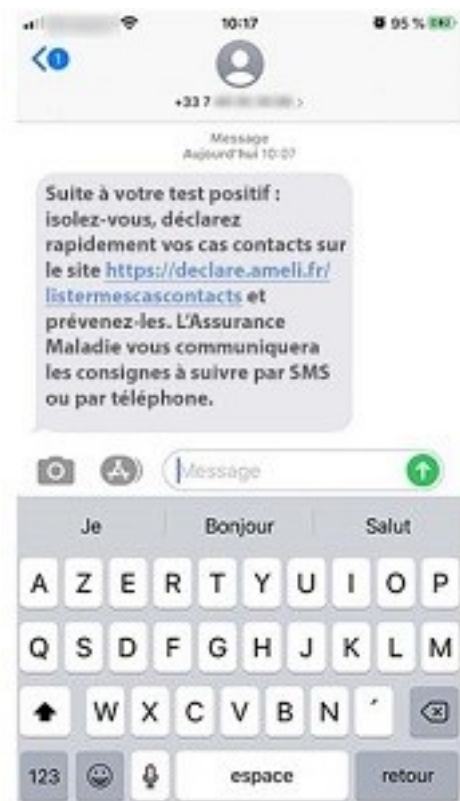 10:17
95 %
1
+33 7
Message
Aujourd'hui 10:07
Suite à votre test positif :
isolez-vous, déclarez
rapidement vos cas contacts sur
le site https://declare.ameli.fr/
listermescascontacts et
prévenez-les. L'Assurance
Maladie vous communiquera
les consignes à suivre par SMS
ou par téléphone.
Message
Je Bonjour Salut
A Z E R T Y U I O P
Q S D F G H J K L M
W X C V B N ´
123 espace retour